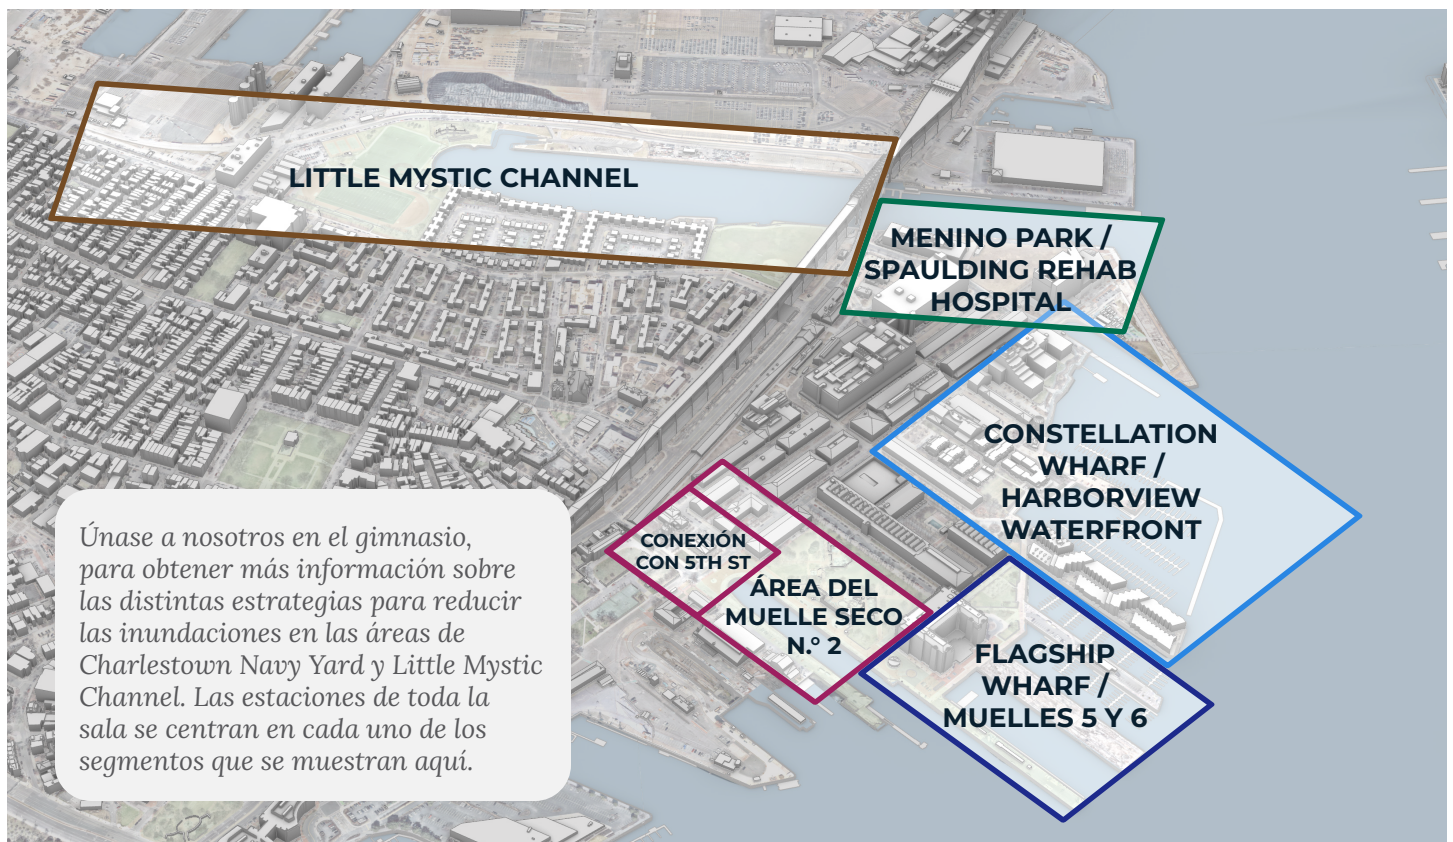 LITTLE MYSTIC CHANNEL
MENINO PARK /
SPAULDING REHAB
HOSPITAL
CONSTELLATION
WHARF /
HARBORVIEW
WATERFRONT
CONEXIÓN
CON 5TH ST
ÁREA DEL
MUELLE SECO
N.° 2
FLAGSHIP
WHARF /
MUELLES 5 Y 6
Únase a nosotros en el gimnasio,
para obtener más información sobre
las distintas estrategias para reducir
las inundaciones en las áreas de
Charlestown Navy Yard y Little Mystic
Channel. Las estaciones de toda la
sala se centran en cada uno de los
segmentos que se muestran aquí.